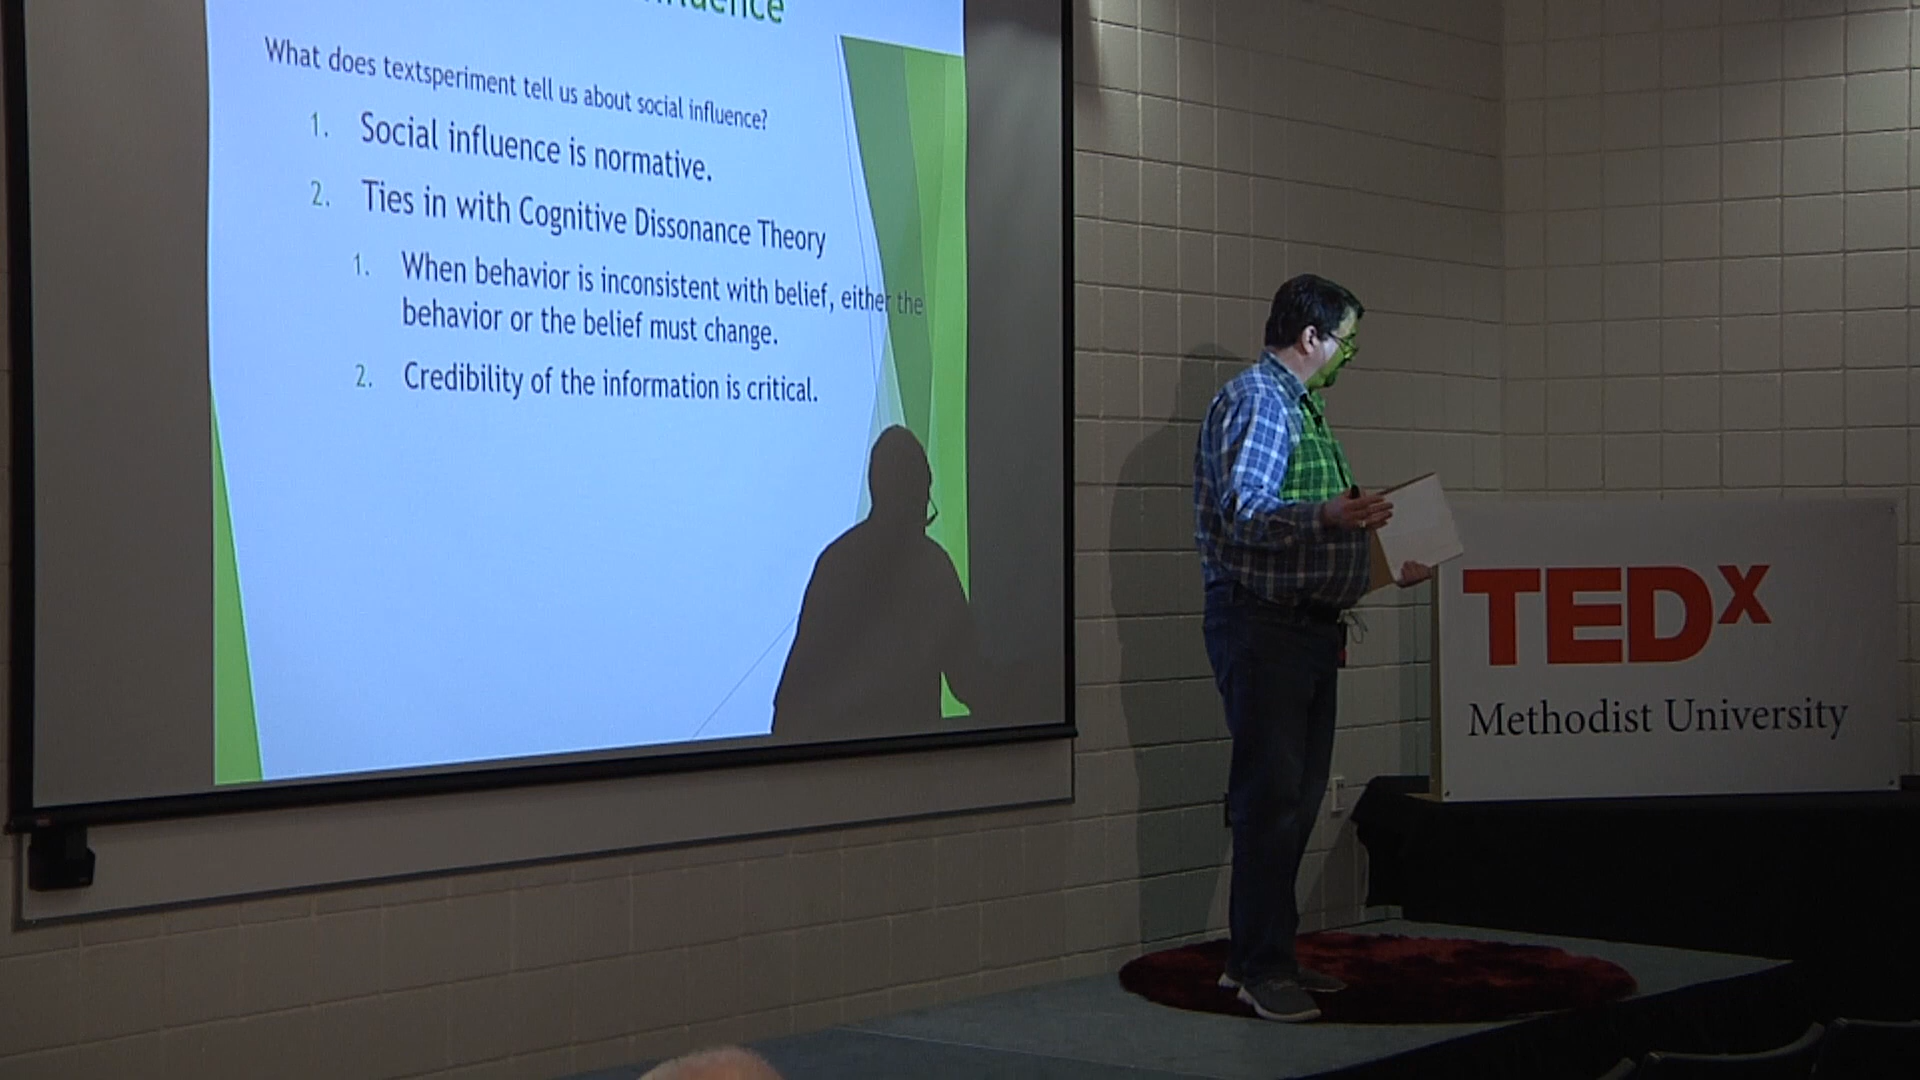 What does textsperiment tell us about social influence?
1. Social influence is normative.
2. Ties in with Cognitive Dissonance Theory
1. When behavior is inconsistent with belief, either the
behavior or the belief must change.
2. Credibility of the information is critical.
TEDx
Methodist University